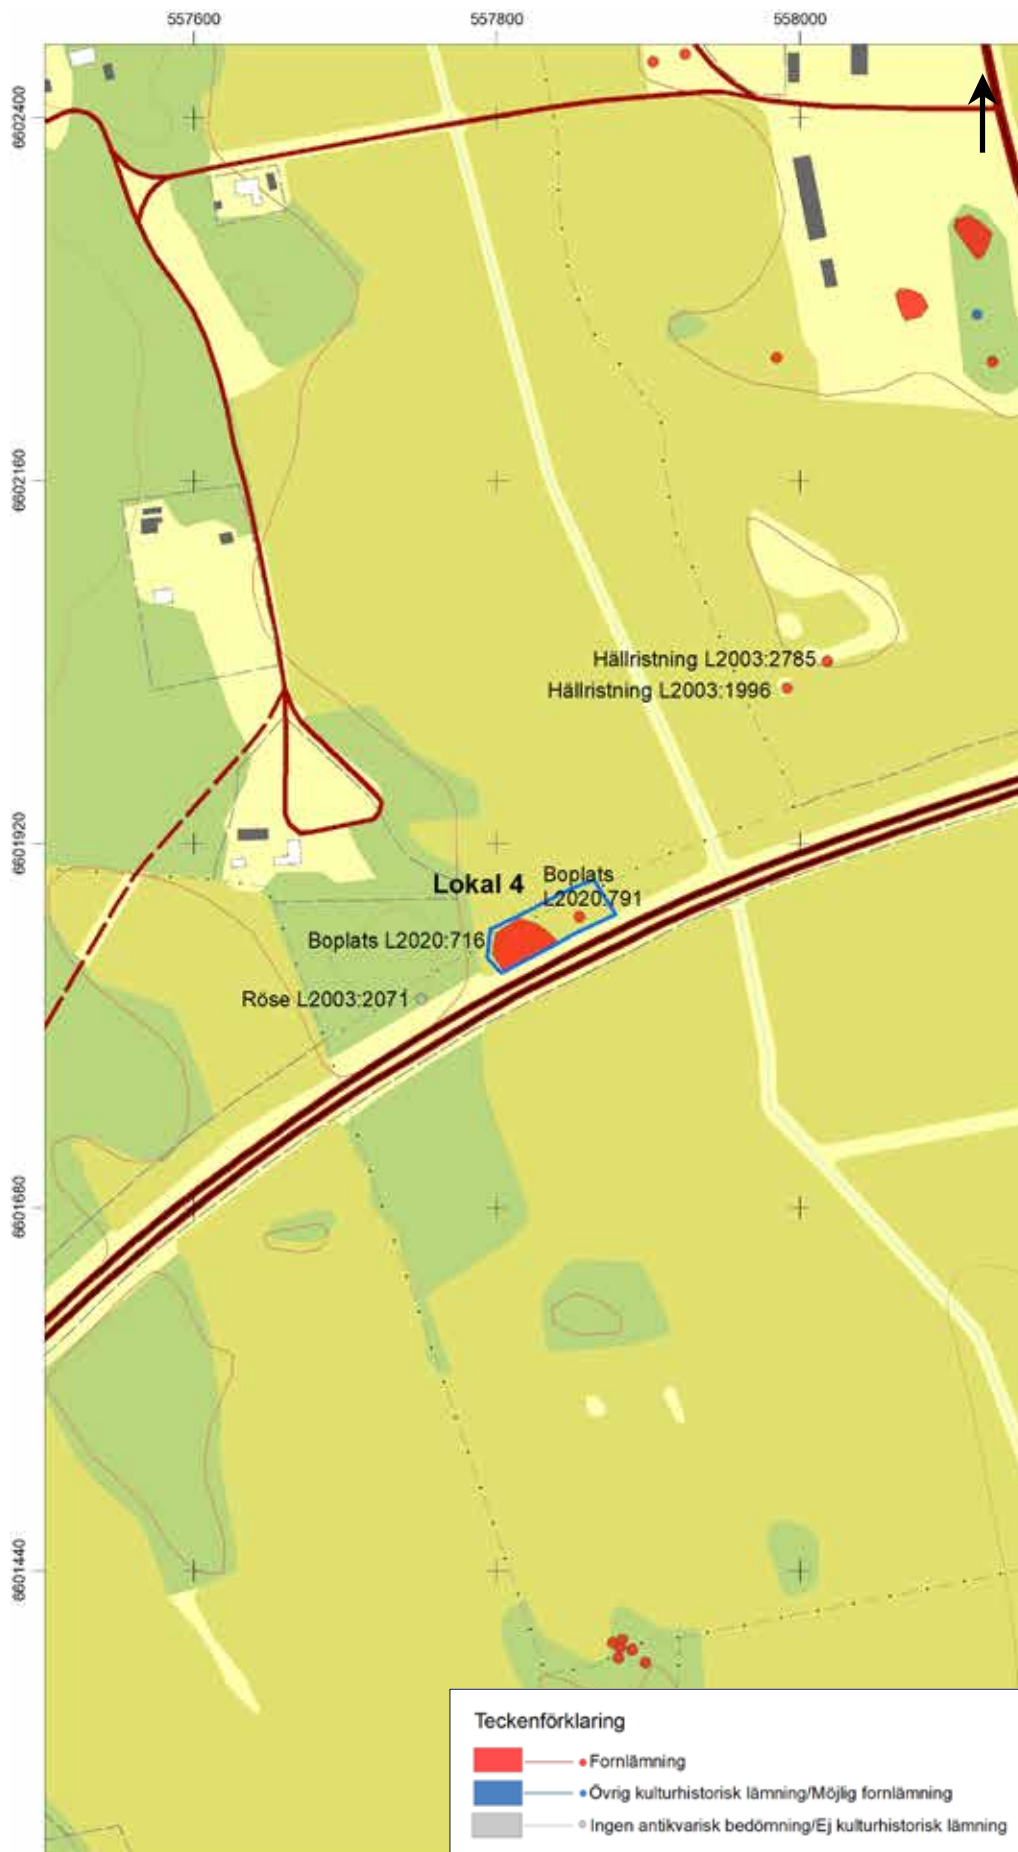 557600
557800
558000
6602400
6602160
Hällristning L2003:2785
Hällristning L2003:1996
6601920
Lokal 4
Boplats
L2020:791
Boplats L2020:716
Röse L2003:2071
6601680
6601440
Teckenförklaring
Fornlämning
Övrig kulturhistorisk lämning/Möjlig fornlämning
Ingen antikvarisk bedömning/Ej kulturhistorisk lämning